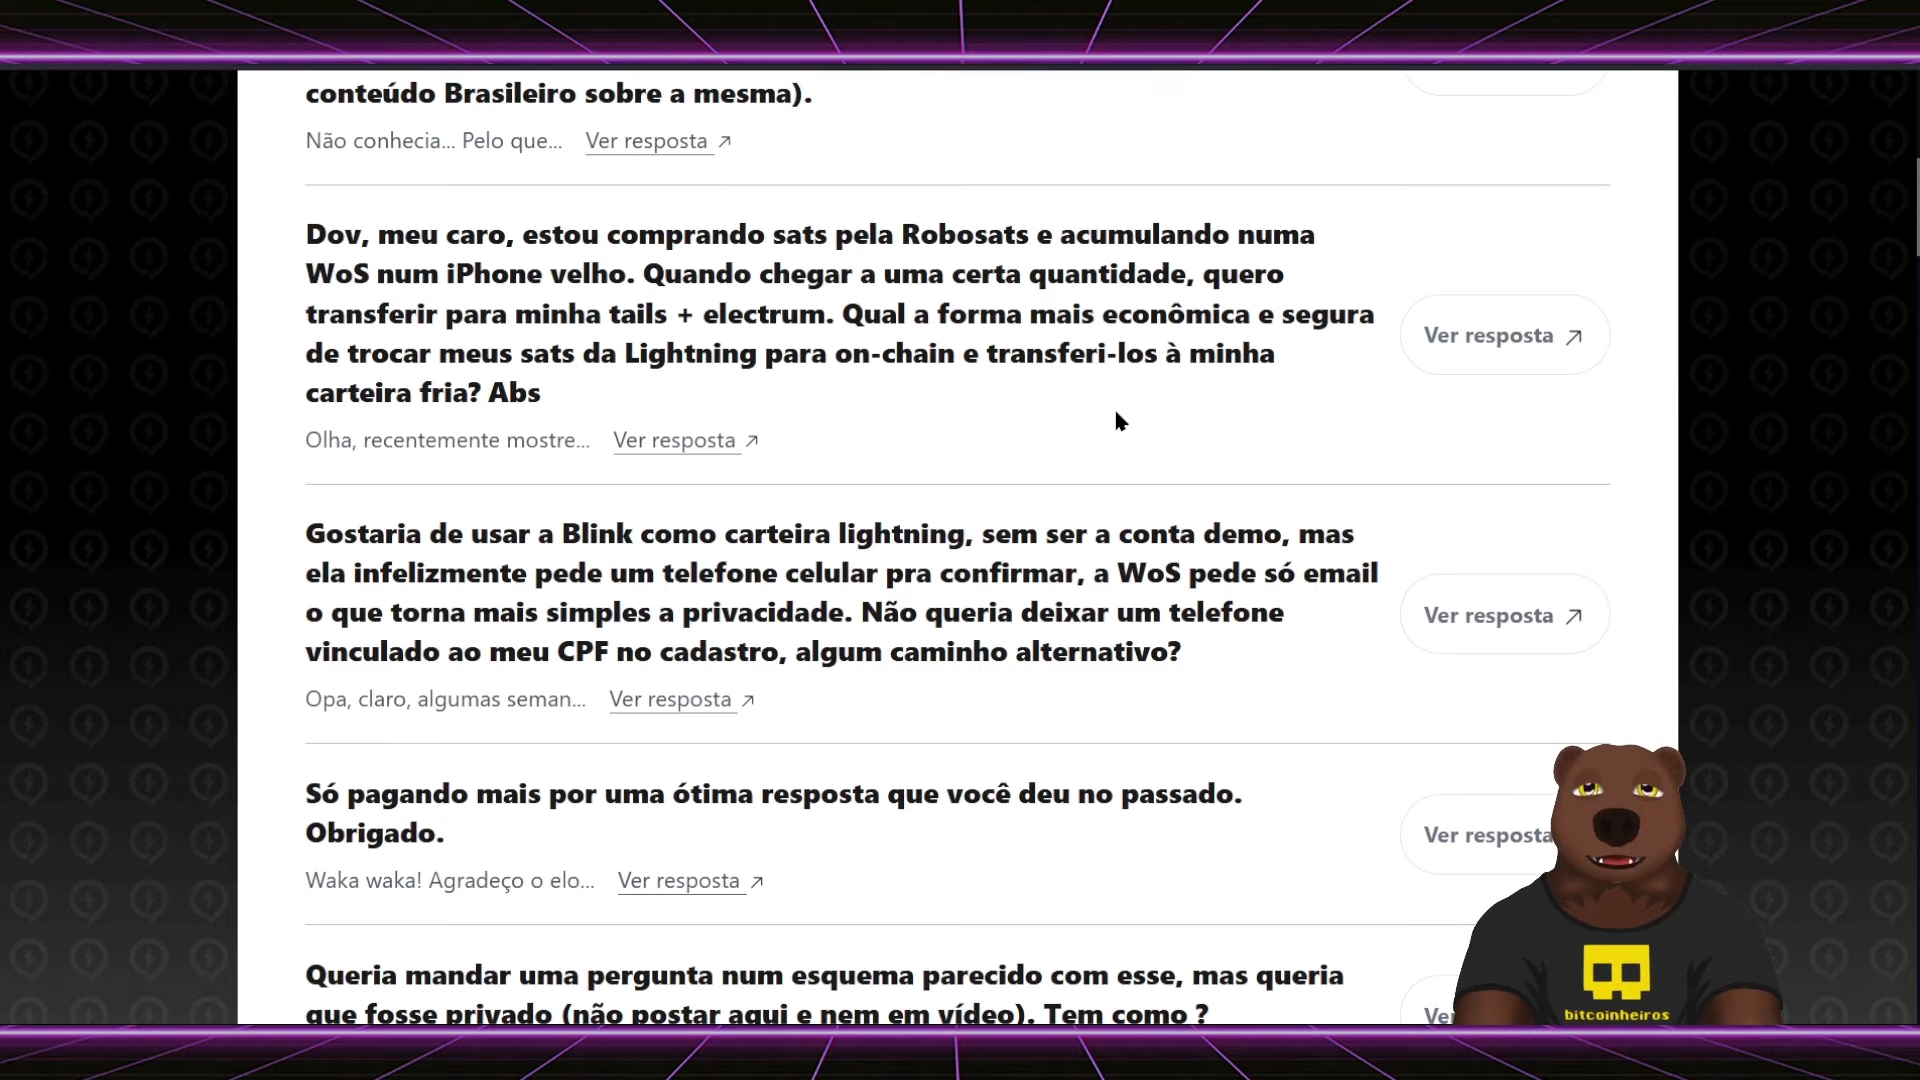 conteúdo Brasileiro sobre a mesma).
Não conhecia... Pelo que... Ver resposta ↗
Dov, meu caro, estou comprando sats pela Robosats e acumulando numa
WoS num iPhone velho. Quando chegar a uma certa quantidade, quero
transferir para minha tails + electrum. Qual a forma mais econômica e segura
de trocar meus sats da Lightning para on-chain e transferi-los à minha
carteira fria? Abs
Ver resposta ↗
Olha, recentemente mostre... Ver resposta ↗
Gostaria de usar a Blink como carteira lightning, sem ser a conta demo, mas
ela infelizmente pede um telefone celular pra confirmar, a WoS pede só email
o que torna mais simples a privacidade. Não queria deixar um telefone
vinculado ao meu CPF no cadastro, algum caminho alternativo?
Ver resposta ↗
Opa, claro, algumas seman... Ver resposta ↗
Só pagando mais por uma ótima resposta que você deu no passado.
Obrigado.
Ver resposta
Waka waka! Agradeço o elo... Ver resposta ↗
Queria mandar uma pergunta num esquema parecido com esse, mas queria
que fosse privado (não postar aqui e nem em vídeo). Tem como ?
Ver
bitcoinheiros